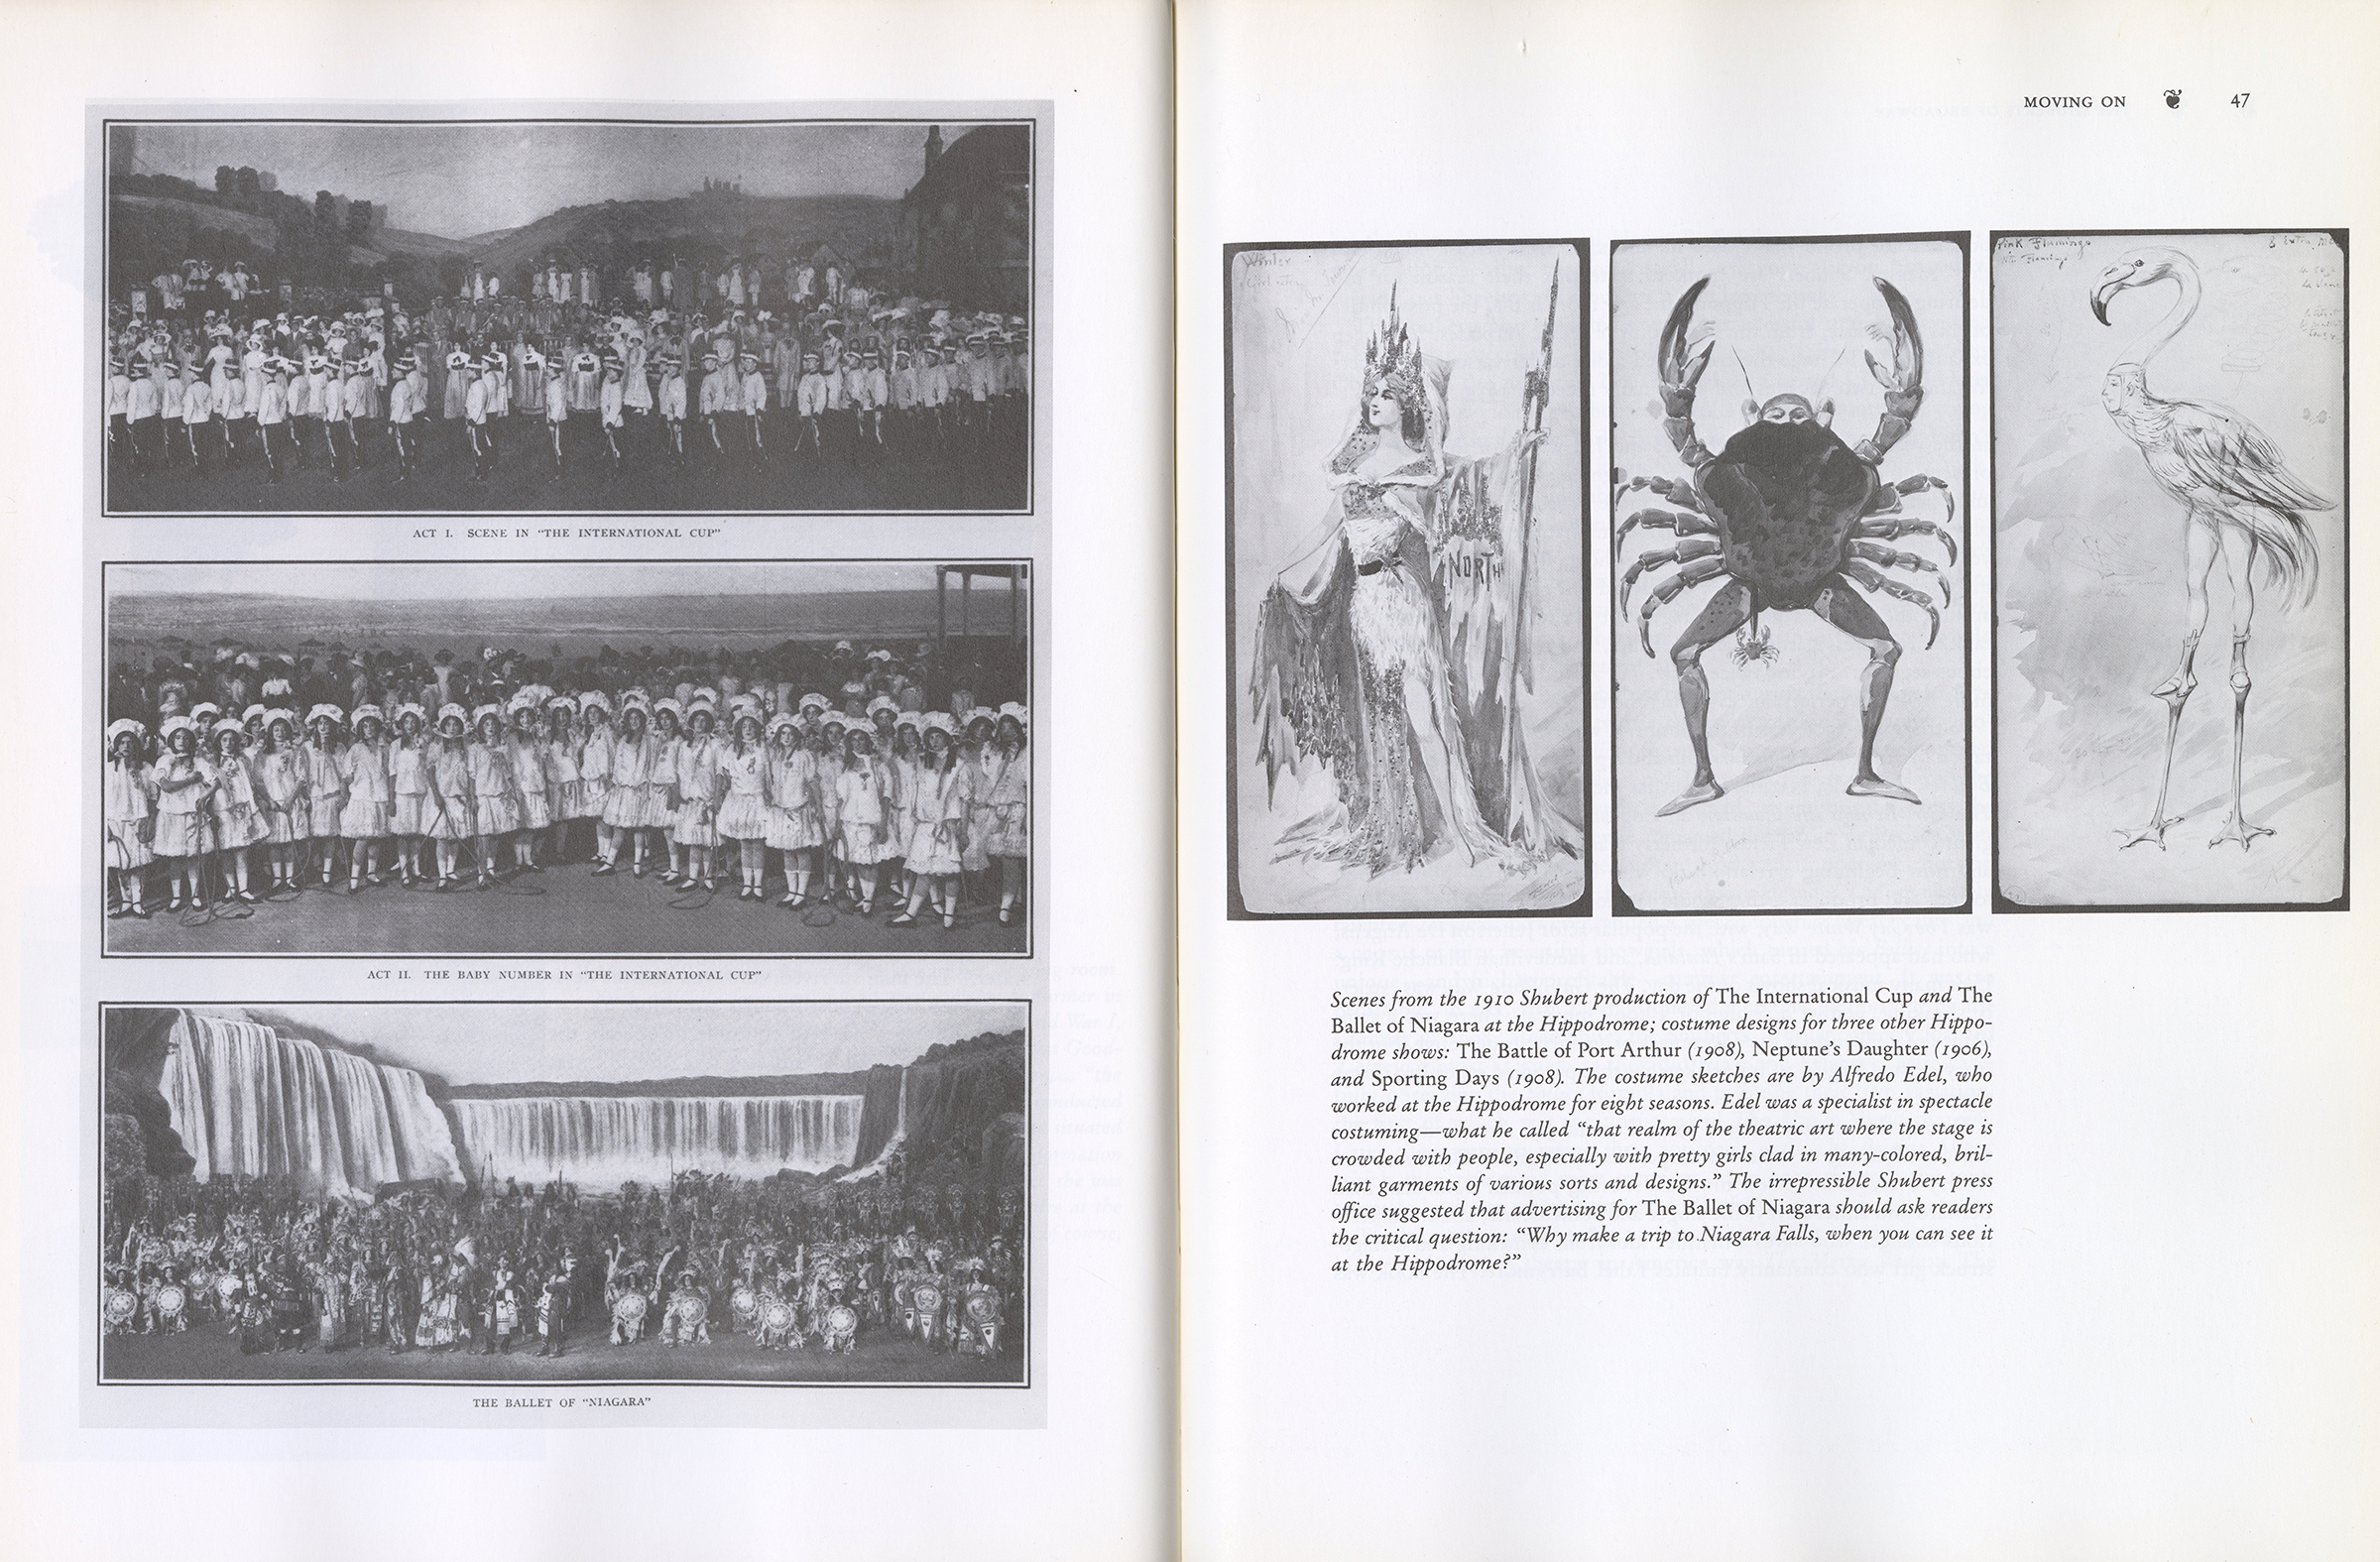 ACT I. SCENE IN "THE INTERNATIONAL CUP"
ACT II. THE BABY NUMBER IN "THE INTERNATIONAL CUP"
THE BALLET OF "NIAGARA"
MOVING ON 47
Winter
NORTH
Pink Flamingo
Scenes from the 1910 Shubert production of The International Cup and The
Ballet of Niagara at the Hippodrome; costume designs for three other Hippo-
drome shows: The Battle of Port Arthur (1908), Neptune's Daughter (1906),
and Sporting Days (1908). The costume sketches are by Alfredo Edel, who
worked at the Hippodrome for eight seasons. Edel was a specialist in spectacle
costuming—what he called "that realm of the theatric art where the stage is
crowded with people, especially with pretty girls clad in many-colored, bril-
liant garments of various sorts and designs." The irrepressible Shubert press
office suggested that advertising for The Ballet of Niagara should ask readers
the critical question: "Why make a trip to Niagara Falls, when you can see it
at the Hippodrome?"